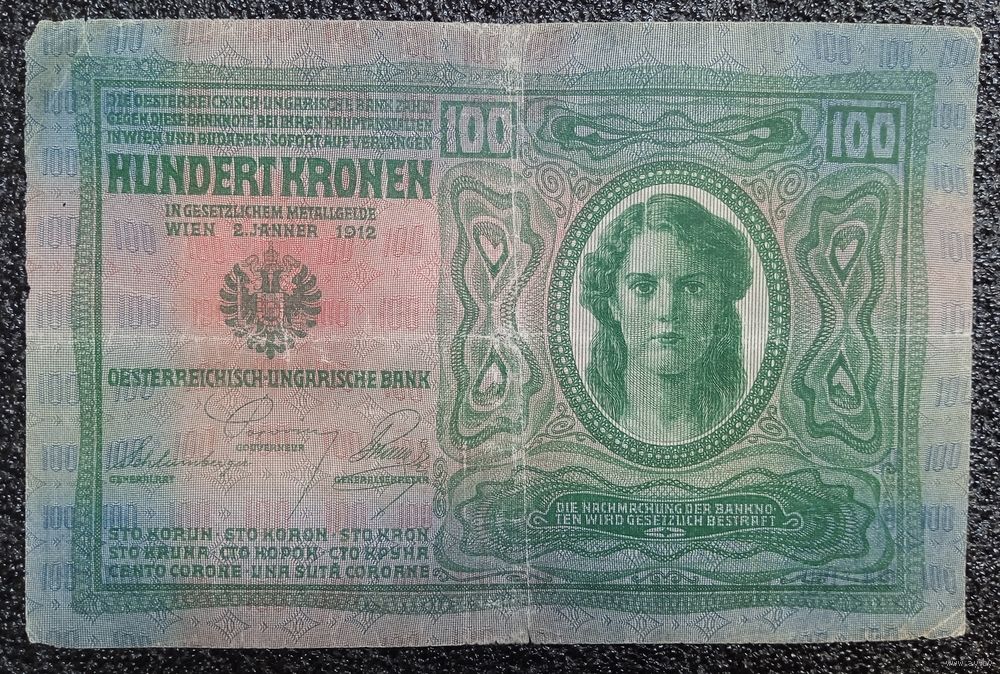 DIE OESTERREICHISCH-UNGARISCHE BANK ZAHLT
GEGEN DIESE BANKNOTE BEI IHREN HAUPTANSTALTEN
IN WIEN UND BUDAPEST SOFORT AUF VERLANGEN
HUNDERT KRONEN
IN GESETZLICHEM METALLGELDE
WIEN 2. JÄNNER 1912
OESTERREICHISCH-UNGARISCHE BANK
GOUVERNEUR
GENERALRAT
GENERALSEKRETÄR
STO KORUN STO KORON STO KRON
STO KRUNA СТО КОРОК СТО КРУНА
CENTO CORONE UNA SUTĂ COROANE
100
100
DIE NACHMACHUNG DER BANKNO-
TEN WIRD GESETZLICH BESTRAFT